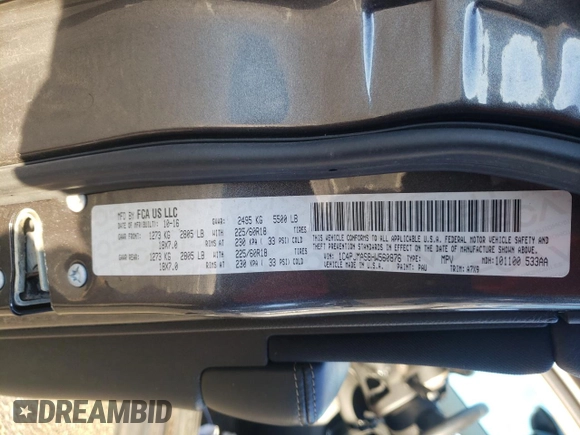 MFD BY FCA US LLC
DATE OF MFR(BUILT): 10-16 GVWR: 2495 KG 5500 LB
GAWR FRONT: 1273 KG 2805 LB WITH 225/60R18 TIRES
18X7.0 RIMS AT 230 KPA ( 33 PSI) COLD
GAWR REAR: 1273 KG 2805 LB WITH 225/60R18 TIRES
18X7.0 RIMS AT 230 KPA ( 33 PSI) COLD
THIS VEHICLE CONFORMS TO ALL APPLICABLE U.S.A. FEDERAL MOTOR VEHICLE SAFETY AND
THEFT PREVENTION STANDARDS IN EFFECT ON THE DATE OF MANUFACTURE SHOWN ABOVE.
VIN: 1C4PJMAS8HW560876 TYPE: MPV MDH: 101100 533AA
VEHICLE MADE IN U.S.A. PAINT: PAU TRIM: A7X9
DREAMBID